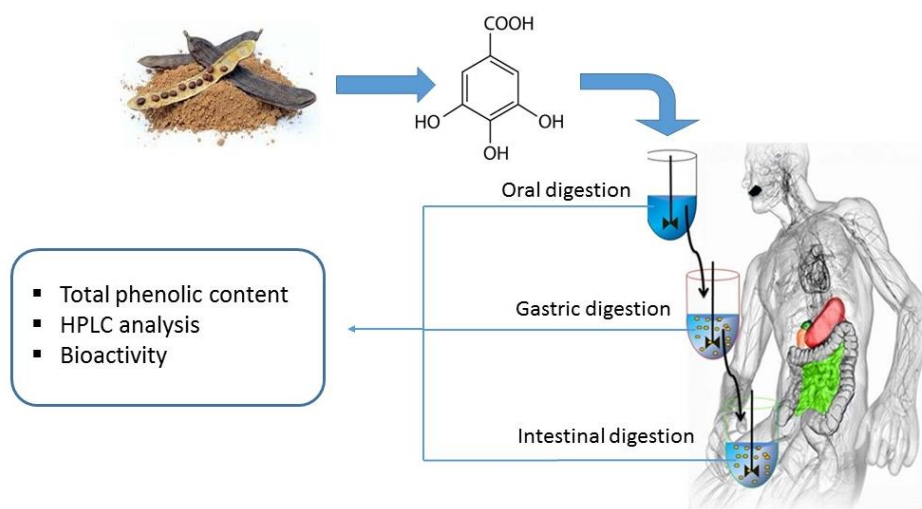 COOH
HO
OH
OH
Oral digestion
Gastric digestion
Intestinal digestion
▪ Total phenolic content
▪ HPLC analysis
▪ Bioactivity